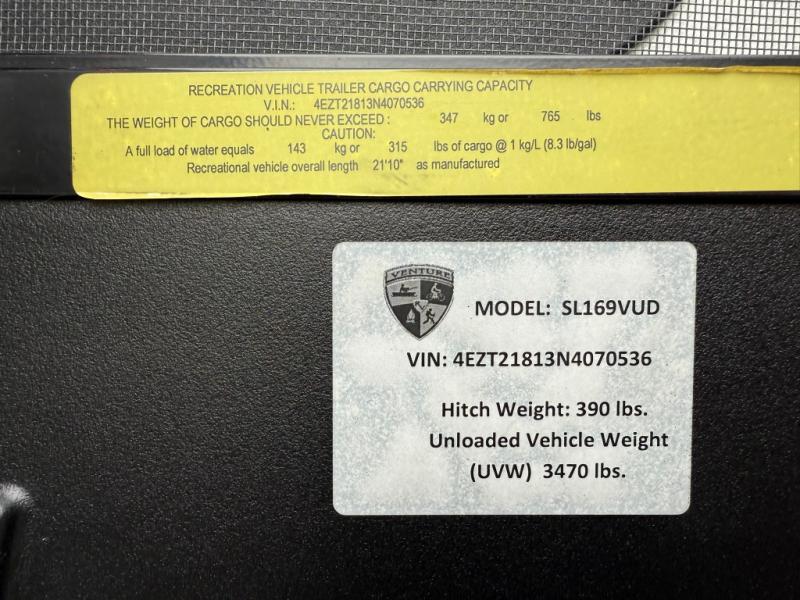 RECREATION VEHICLE TRAILER CARGO CARRYING CAPACITY
V.I.N.: 4EZT21813N4070536
THE WEIGHT OF CARGO SHOULD NEVER EXCEED: 347 kg or 765 lbs
CAUTION:
A full load of water equals 143 kg or 315 lbs of cargo @ 1 kg/L (8.3 lb/gal)
Recreational vehicle overall length 21'10" as manufactured
VENTURE
MODEL: SL169VUD
VIN: 4EZT21813N4070536
Hitch Weight: 390 lbs.
Unloaded Vehicle Weight
(UVW) 3470 lbs.